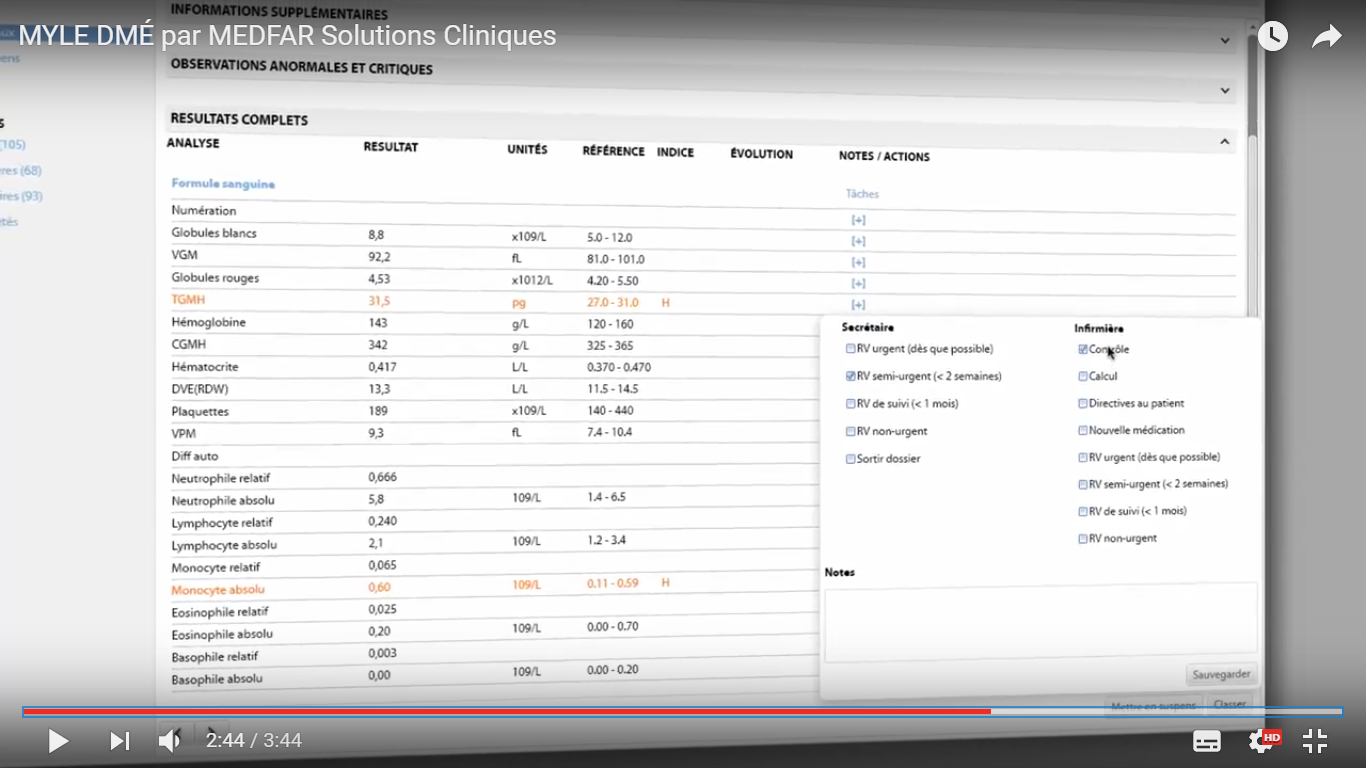 INFORMATIONS SUPPLÉMENTAIRES
MYLE DMÉ par MEDFAR Solutions Cliniques
OBSERVATIONS ANORMALES ET CRITIQUES
RESULTATS COMPLETS
ANALYSE RESULTAT UNITÉS RÉFÉRENCE INDICE ÉVOLUTION NOTES / ACTIONS
(105)
(68)
(93)
Formule sanguine Tâches
Numération [+]
Globules blancs 8,8 x109/L 5.0 - 12.0 [+]
VGM 92,2 fL 81.0 - 101.0 [+]
Globules rouges 4,53 x1012/L 4.20 - 5.50 [+]
TGMH 31,5 pg 27.0 - 31.0 H [+]
Hémoglobine 143 g/L 120 - 160
CGMH 342 g/L 325 - 365
Hématocrite 0,417 L/L 0.370 - 0.470
DVE(RDW) 13,3 L/L 11.5 - 14.5
Plaquettes 189 x109/L 140 - 440
VPM 9,3 fL 7.4 - 10.4
Diff auto
Neutrophile relatif 0,666
Neutrophile absolu 5,8 109/L 1.4 - 6.5
Lymphocyte relatif 0,240
Lymphocyte absolu 2,1 109/L 1.2 - 3.4
Monocyte relatif 0,065
Monocyte absolu 0,60 109/L 0.11 - 0.59 H
Eosinophile relatif 0,025
Eosinophile absolu 0,20 109/L 0.00 - 0.70
Basophile relatif 0,003
Basophile absolu 0,00 109/L 0.00 - 0.20
Secrétaire
RV urgent (dès que possible)
RV semi-urgent (< 2 semaines)
RV de suivi (< 1 mois)
RV non-urgent
Sortir dossier
Infirmière
Contrôle
Calcul
Directives au patient
Nouvelle médication
RV urgent (dès que possible)
RV semi-urgent (< 2 semaines)
RV de suivi (< 1 mois)
RV non-urgent
Notes
Sauvegarder
Mettre en suspens Classer
2:44 / 3:44
HD